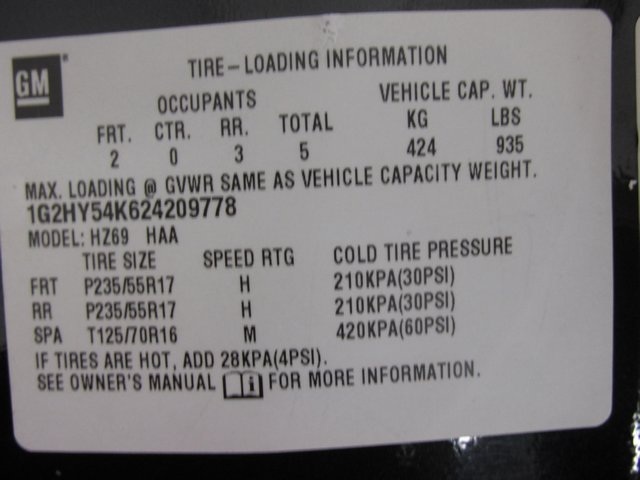 GM
TIRE–LOADING INFORMATION
OCCUPANTS VEHICLE CAP. WT.
FRT. CTR. RR. TOTAL KG LBS
2 0 3 5 424 935
MAX. LOADING @ GVWR SAME AS VEHICLE CAPACITY WEIGHT.
1G2HY54K624209778
MODEL: HZ69 HAA
TIRE SIZE SPEED RTG COLD TIRE PRESSURE
FRT P235/55R17 H 210KPA(30PSI)
RR P235/55R17 H 210KPA(30PSI)
SPA T125/70R16 M 420KPA(60PSI)
IF TIRES ARE HOT, ADD 28KPA(4PSI).
SEE OWNER'S MANUAL i FOR MORE INFORMATION.